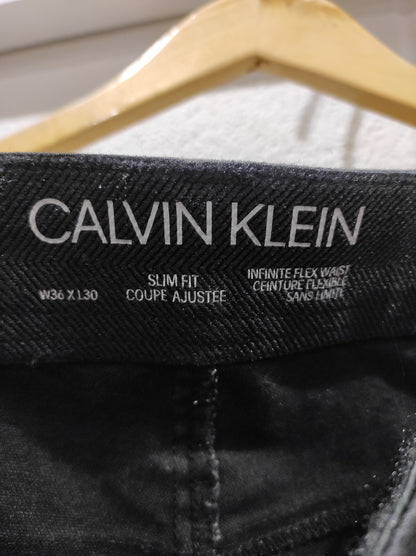 CALVIN KLEIN
W36 X L30
SLIM FIT
COUPE AJUSTÉE
INFINITE FLEX WAIST
CEINTURE FLEXIBLE
SANS LIMITE